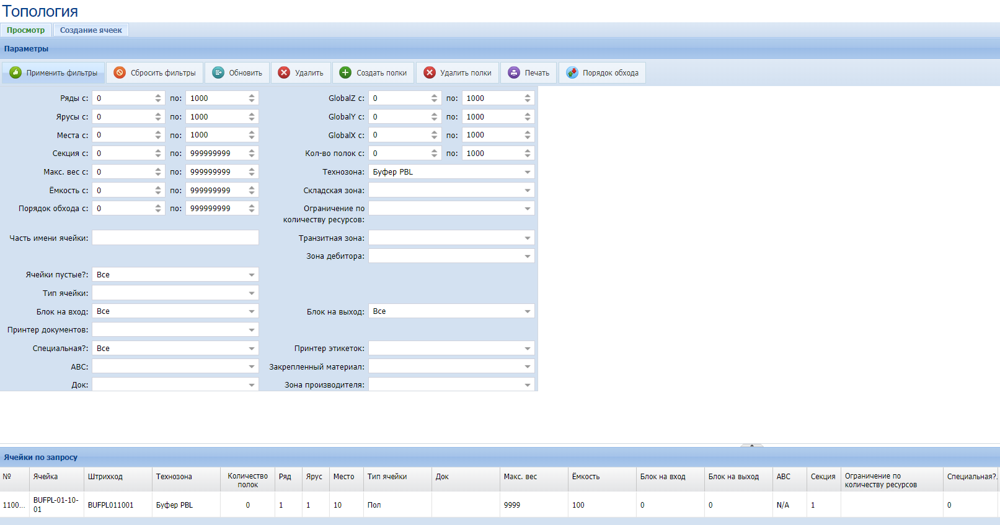 Топология
Просмотр Создание ячеек
Параметры
Применить фильтры Сбросить фильтры Обновить Удалить Создать полки Удалить полки Печать Порядок обхода
Ряды с: 0 по: 1000 GlobalZ с: 0 по: 1000
Ярусы с: 0 по: 1000 GlobalY с: 0 по: 1000
Места с: 0 по: 1000 GlobalX с: 0 по: 1000
Секция с: 0 по: 999999999 Кол-во полок с: 0 по: 1000
Макс. вес с: 0 по: 999999999 Технозона: Буфер PBL
Ёмкость с: 0 по: 999999999 Складская зона:
Порядок обхода с: 0 по: 999999999 Ограничение по
количеству ресурсов:
Часть имени ячейки: Транзитная зона:
Зона дебитора:
Ячейки пустые?: Все
Тип ячейки:
Блок на вход: Все Блок на выход: Все
Принтер документов:
Специальная?: Все Принтер этикеток:
ABC: Закрепленный материал:
Док: Зона производителя:
Ячейки по запросу
№ Ячейка Штрихкод Технозона Количество полок Ряд Ярус Место Тип ячейки Док Макс. вес Ёмкость Блок на вход Блок на выход ABC Секция Ограничение по количеству ресурсов Специальная?.
1100... BUFPL-01-10-01 BUFPL011001 Буфер PBL 0 1 1 10 Пол 9999 100 0 0 N/A 1 0